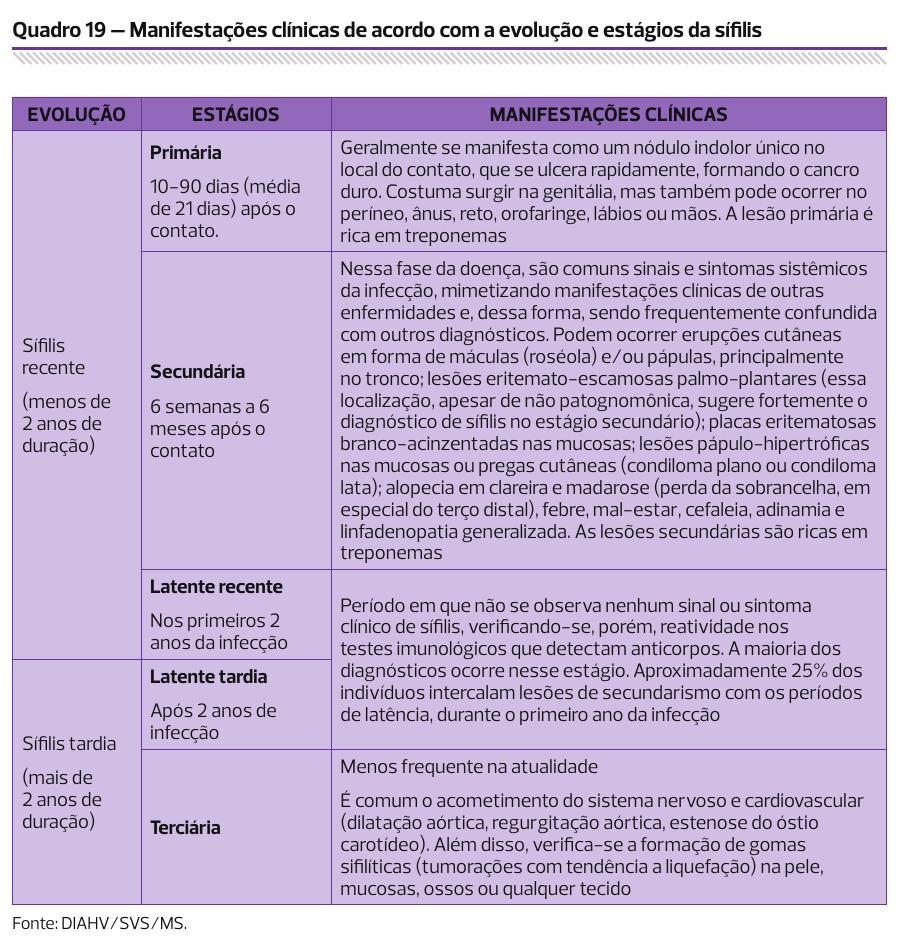 Quadro 19 — Manifestações clínicas de acordo com a evolução e estágios da sífilis
EVOLUÇÃO
ESTÁGIOS
MANIFESTAÇÕES CLÍNICAS
Sífilis
recente
(menos de
2 anos de
duração)
Primária
10-90 dias (média
de 21 dias) após o
contato.
Geralmente se manifesta como um nódulo indolor único no
local do contato, que se ulcera rapidamente, formando o cancro
duro. Costuma surgir na genitália, mas também pode ocorrer no
períneo, ânus, reto, orofaringe, lábios ou mãos. A lesão primária é
rica em treponemas
Secundária
6 semanas a 6
meses após o
contato
Nessa fase da doença, são comuns sinais e sintomas sistêmicos
da infecção, mimetizando manifestações clínicas de outras
enfermidades e, dessa forma, sendo frequentemente confundida
com outros diagnósticos. Podem ocorrer erupções cutâneas
em forma de máculas (roséola) e/ou pápulas, principalmente
no tronco; lesões eritemato-escamosas palmo-plantares (essa
localização, apesar de não patognomônica, sugere fortemente o
diagnóstico de sífilis no estágio secundário); placas eritematosas
branco-acinzentadas nas mucosas; lesões pápulo-hipertróficas
nas mucosas ou pregas cutâneas (condiloma plano ou condiloma
lata); alopecia em clareira e madarose (perda da sobrancelha, em
especial do terço distal), febre, mal-estar, cefaleia, adinamia e
linfadenopatia generalizada. As lesões secundárias são ricas em
treponemas
Latente recente
Nos primeiros 2
anos da infecção
Período em que não se observa nenhum sinal ou sintoma
clínico de sífilis, verificando-se, porém, reatividade nos
testes imunológicos que detectam anticorpos. A maioria dos
diagnósticos ocorre nesse estágio. Aproximadamente 25% dos
indivíduos intercalam lesões de secundarismo com os períodos
de latência, durante o primeiro ano da infecção
Sífilis tardia
(mais de
2 anos de
duração)
Latente tardia
Após 2 anos de
infecção
Terciária
Menos frequente na atualidade
É comum o acometimento do sistema nervoso e cardiovascular
(dilatação aórtica, regurgitação aórtica, estenose do óstio
carotídeo). Além disso, verifica-se a formação de gomas
sifilíticas (tumorações com tendência a liquefação) na pele,
mucosas, ossos ou qualquer tecido
Fonte: DIAHV/SVS/MS.